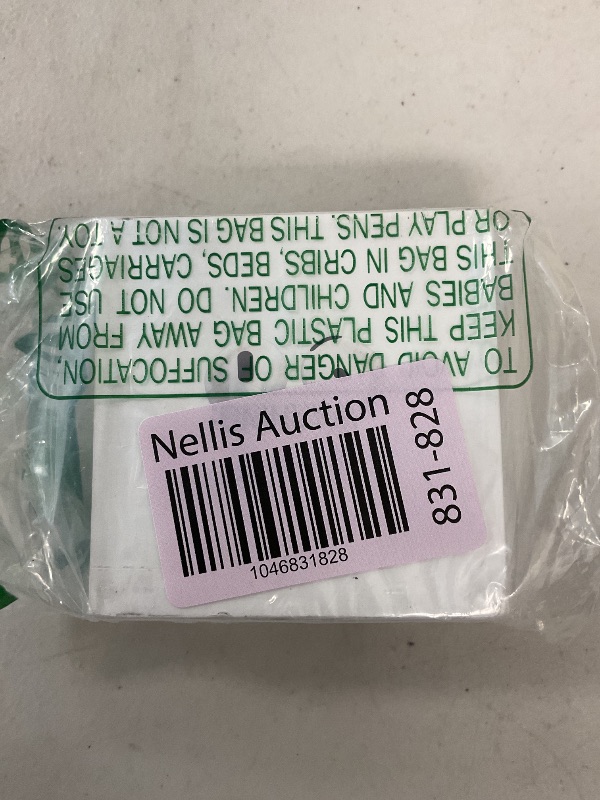 TO AVOID DANGER OF SUFFOCATION,
KEEP THIS PLASTIC BAG AWAY FROM
BABIES AND CHILDREN. DO NOT USE
THIS BAG IN CRIBS, BEDS, CARRIAGES
OR PLAY PENS. THIS BAG IS NOT A TOY.
Nellis Auction
1046831828
831-828